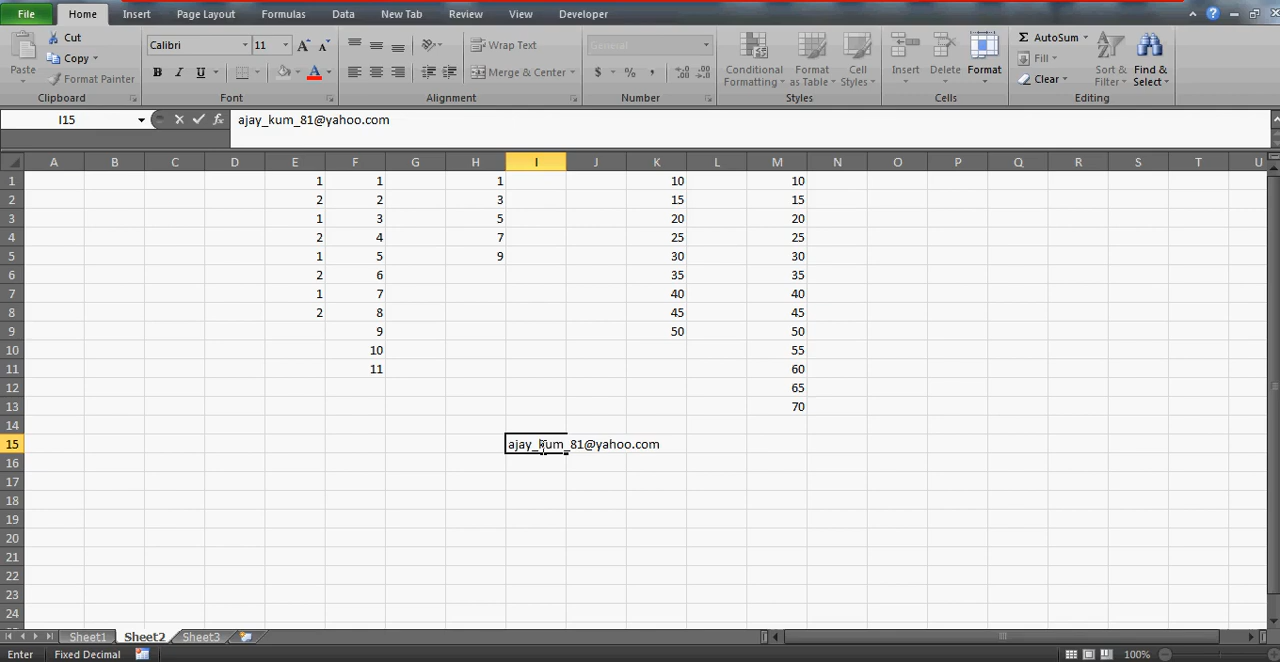 File Home Insert Page Layout Formulas Data New Tab Review View Developer
Cut Calibri 11 Wrap Text General AutoSum
Copy
Paste Format Painter B I U Merge & Center $ % , Conditional Formatting Format as Table Cell Styles Insert Delete Format Fill Clear Sort & Filter Find & Select
Clipboard Font Alignment Number Styles Cells Editing
I15 fx ajay_kum_81@yahoo.com
A B C D E F G H I J K L M N O P Q R S T U
1 1 1 1 10 10
2 2 2 3 15 15
3 1 3 5 20 20
4 2 4 7 25 25
5 1 5 9 30 30
6 2 6 35 35
7 1 7 40 40
8 2 8 45 45
9 9 50 50
10 10 55
11 11 60
12 65
13 70
14
15 ajay_kum_81@yahoo.com
16
17
18
19
20
21
22
23
24
Sheet1 Sheet2 Sheet3
Enter Fixed Decimal 100%